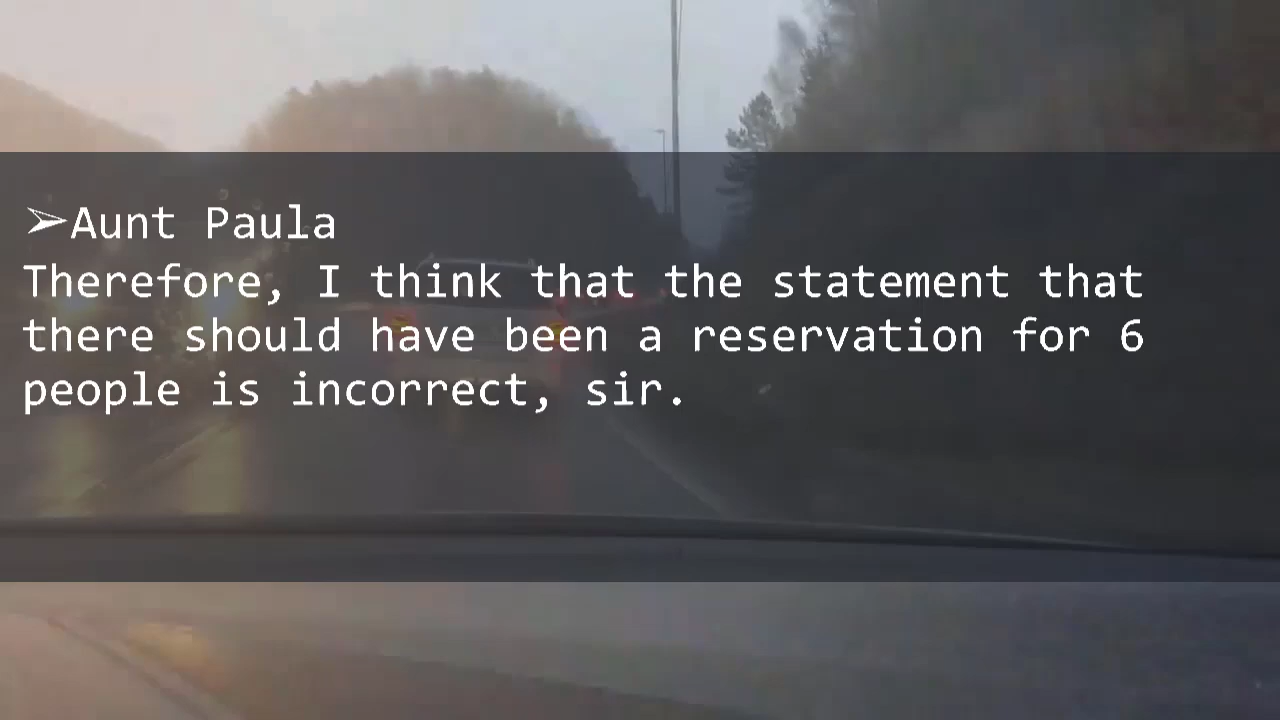 ➢Aunt Paula
Therefore, I think that the statement that
there should have been a reservation for 6
people is incorrect, sir.